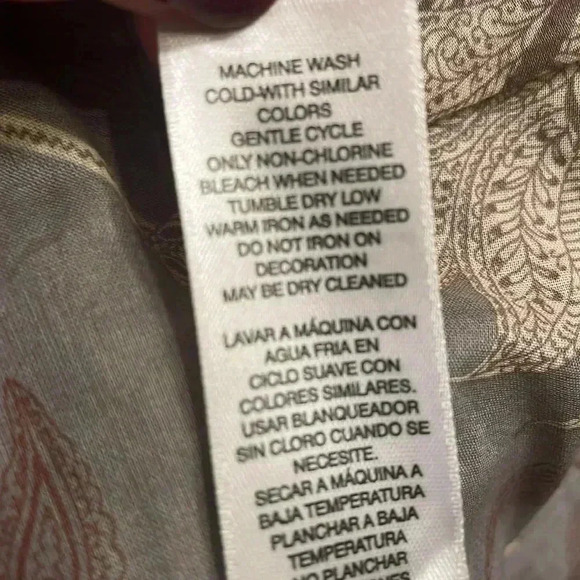 MACHINE WASH
COLD-WITH SIMILAR
COLORS
GENTLE CYCLE
ONLY NON-CHLORINE
BLEACH WHEN NEEDED
TUMBLE DRY LOW
WARM IRON AS NEEDED
DO NOT IRON ON
DECORATION
MAY BE DRY CLEANED
LAVAR A MÁQUINA CON
AGUA FRIA EN
CICLO SUAVE CON
COLORES SIMILARES.
USAR BLANQUEADOR
SIN CLORO CUANDO SE
NECESITE.
SECAR A MÁQUINA A
BAJA TEMPERATURA
PLANCHAR A BAJA
TEMPERATURA
NO PLANCHAR